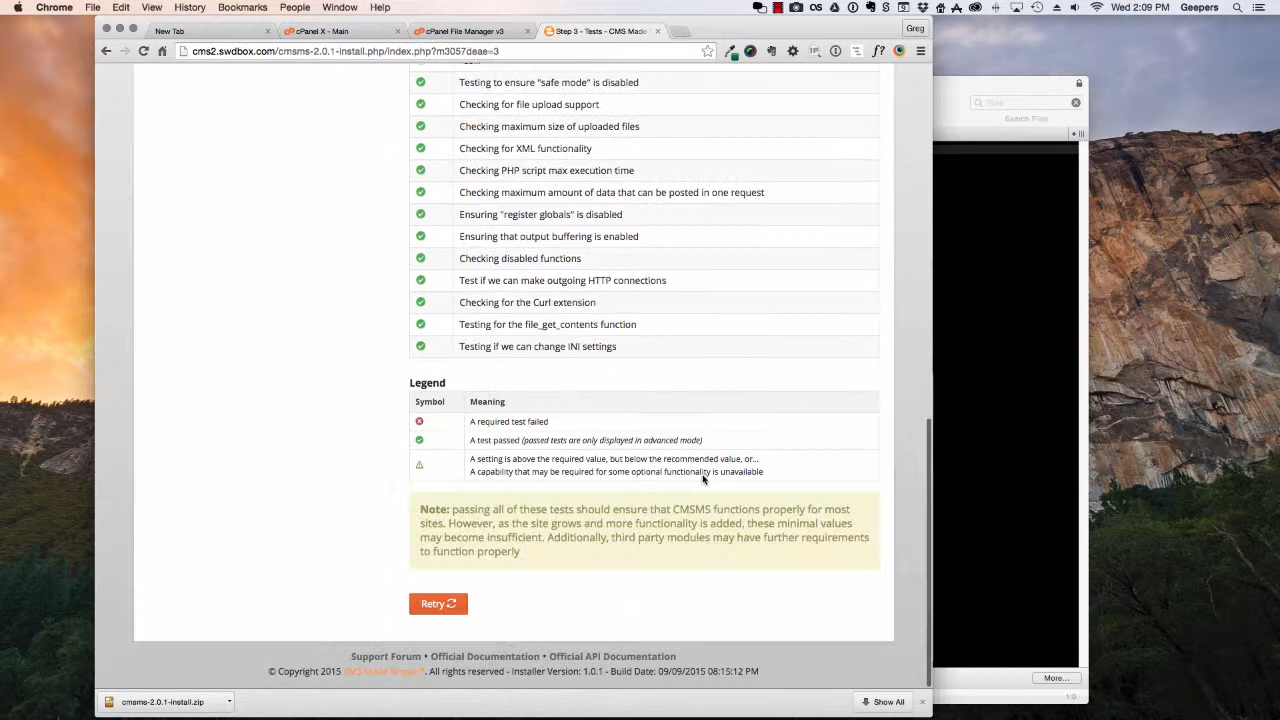 Chrome File Edit View History Bookmarks People Window Help
Wed 2:09 PM Geepers
New Tab
cPanel X - Main
cPanel File Manager v3
Step 3 - Tests - CMS Made
Greg
cms2.swdbox.com/cmsms-2.0.1-install.php/index.php?m3057deae=3
Files
Search Files
Testing to ensure "safe mode" is disabled
Checking for file upload support
Checking maximum size of uploaded files
Checking for XML functionality
Checking PHP script max execution time
Checking maximum amount of data that can be posted in one request
Ensuring "register globals" is disabled
Ensuring that output buffering is enabled
Checking disabled functions
Test if we can make outgoing HTTP connections
Checking for the Curl extension
Testing for the file_get_contents function
Testing if we can change INI settings
Legend
Symbol Meaning
A required test failed
A test passed (passed tests are only displayed in advanced mode)
A setting is above the required value, but below the recommended value, or...
A capability that may be required for some optional functionality is unavailable
Note: passing all of these tests should ensure that CMSMS functions properly for most
sites. However, as the site grows and more functionality is added, these minimal values
may become insufficient. Additionally, third party modules may have further requirements
to function properly
Retry
Support Forum • Official Documentation • Official API Documentation
© Copyright 2015 CMS Made Simple™. All rights reserved - Installer Version: 1.0.1 - Build Date: 09/09/2015 08:15:12 PM
More...
1:0
cmsms-2.0.1-install.zip
Show All